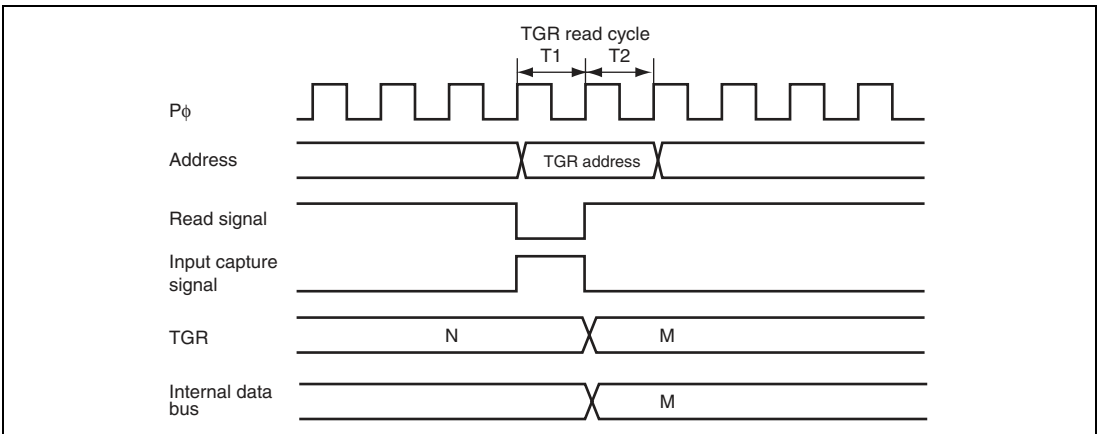 TGR read cycle
T1 T2
Pϕ
Address
TGR address
Read signal
Input capture
signal
TGR
N
M
Internal data
bus
M